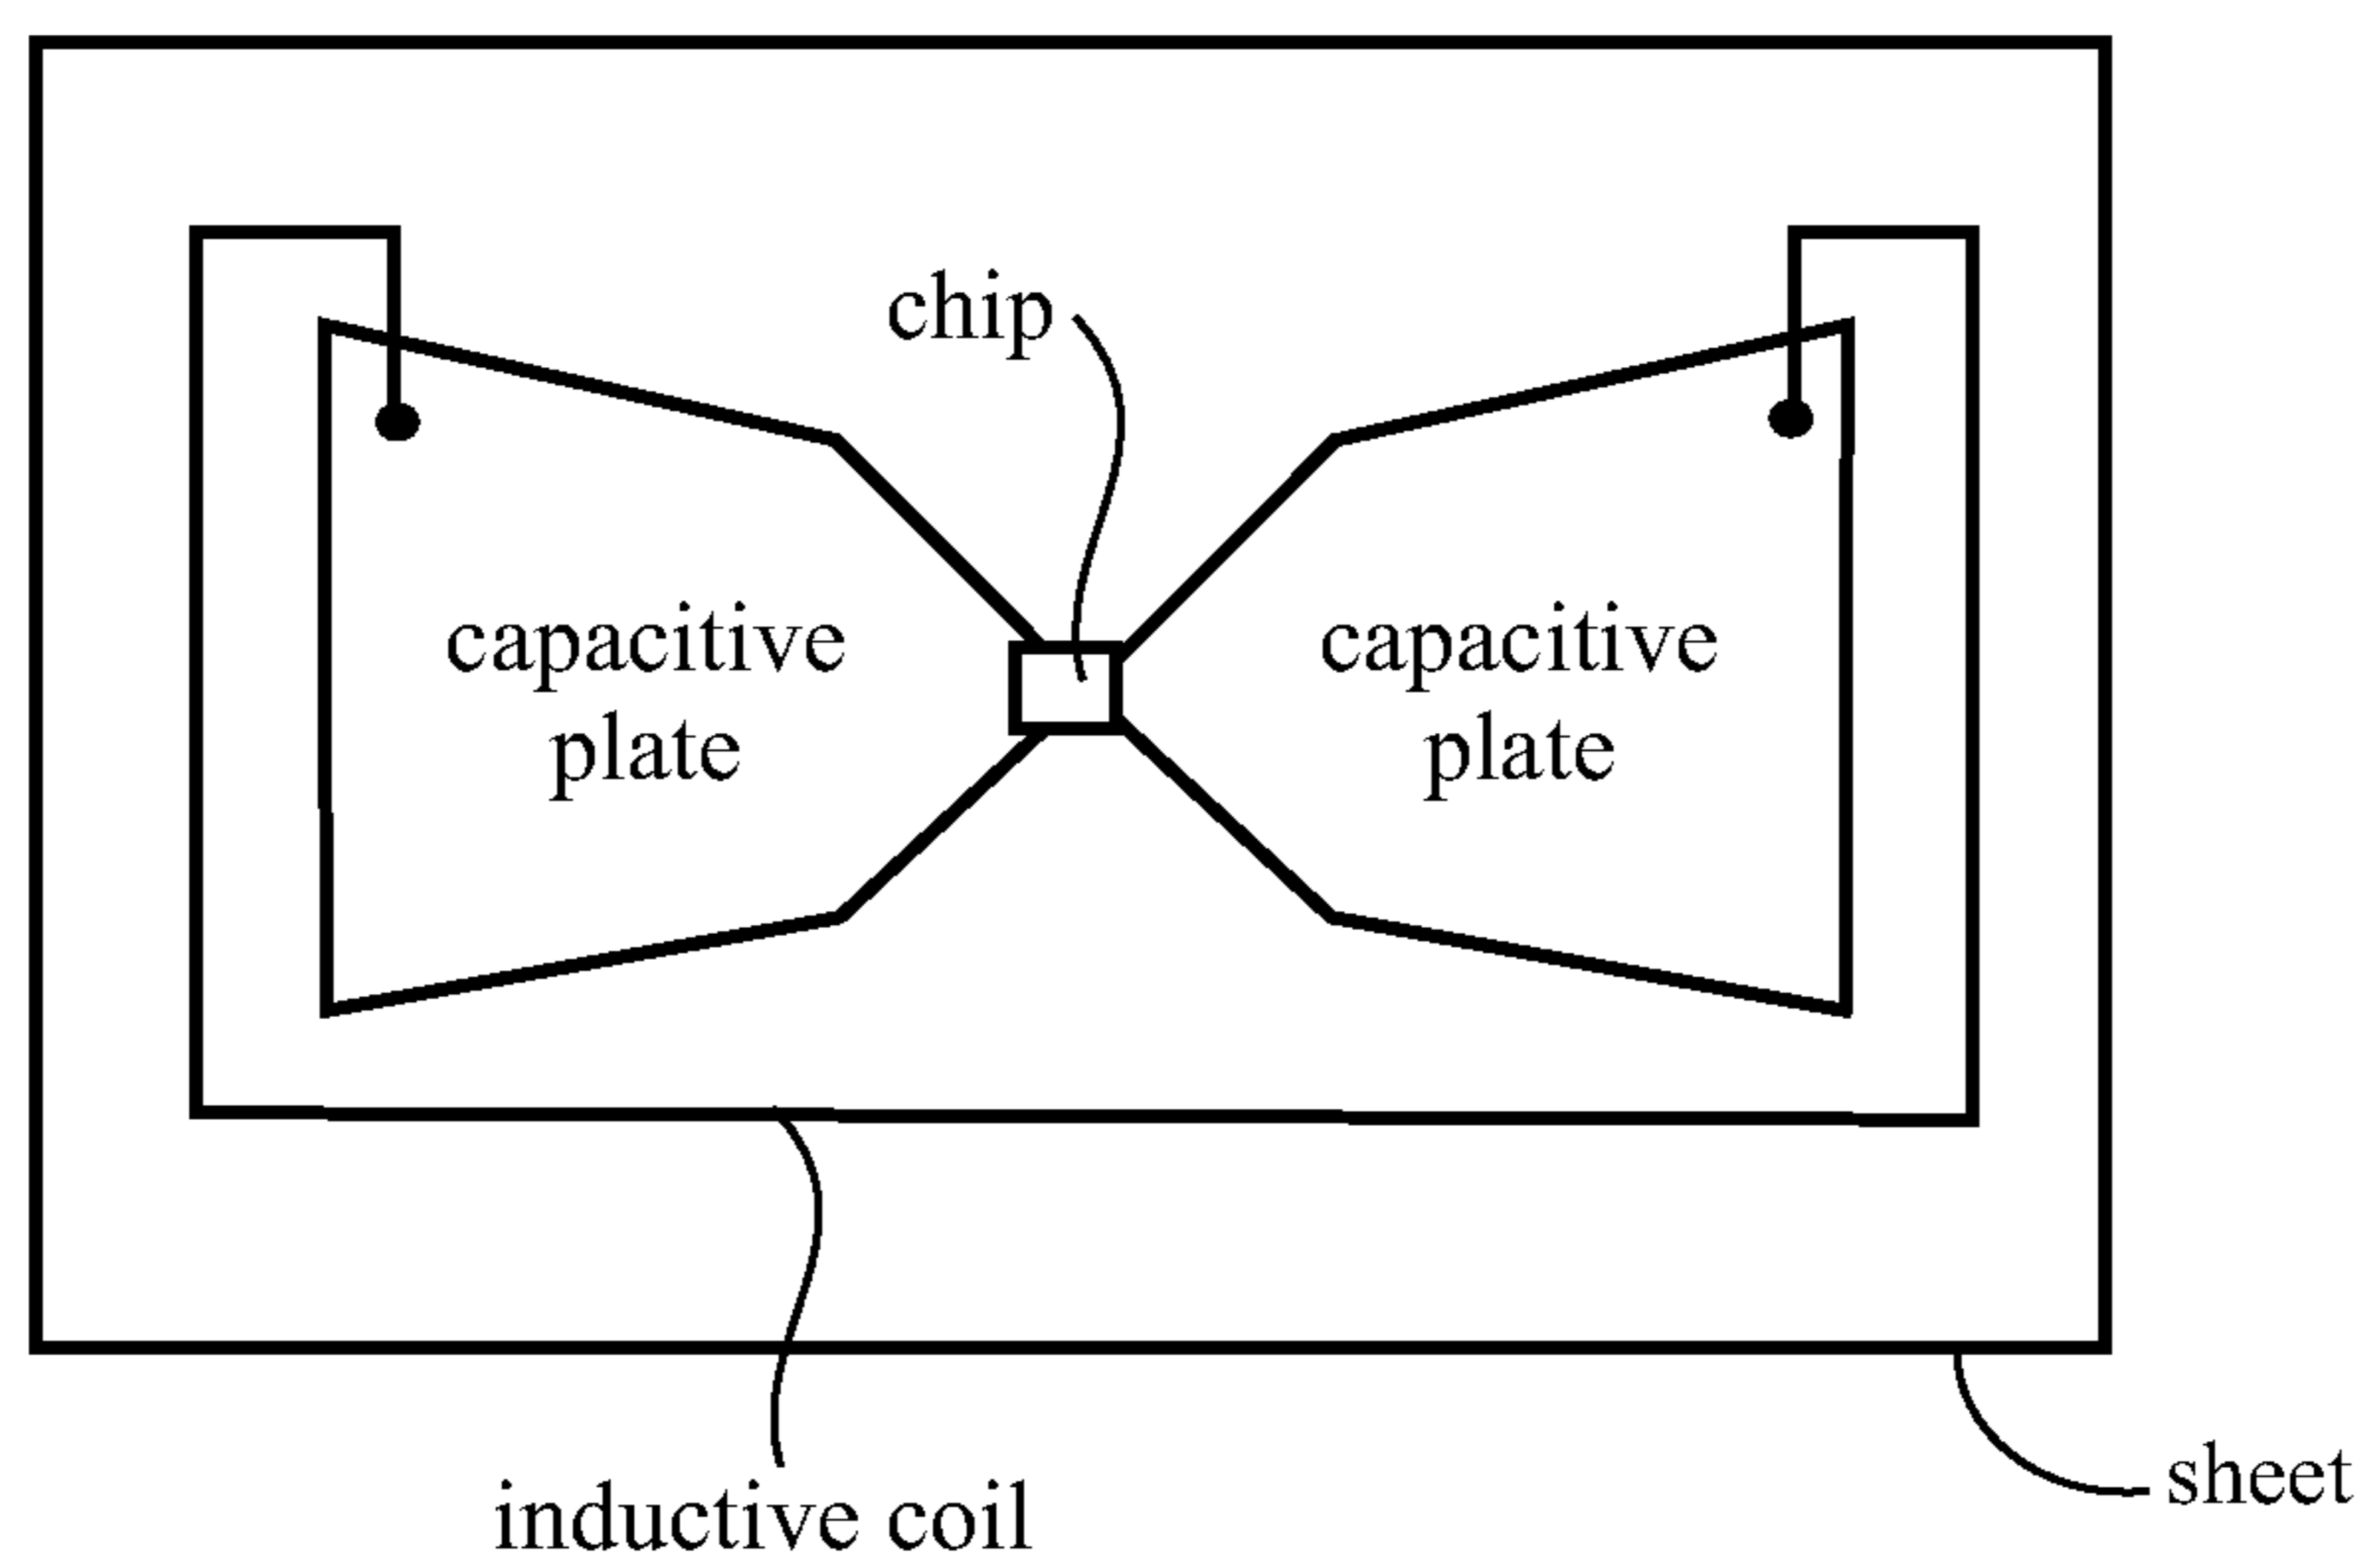 chip
capacitive
plate
capacitive
plate
inductive coil
sheet